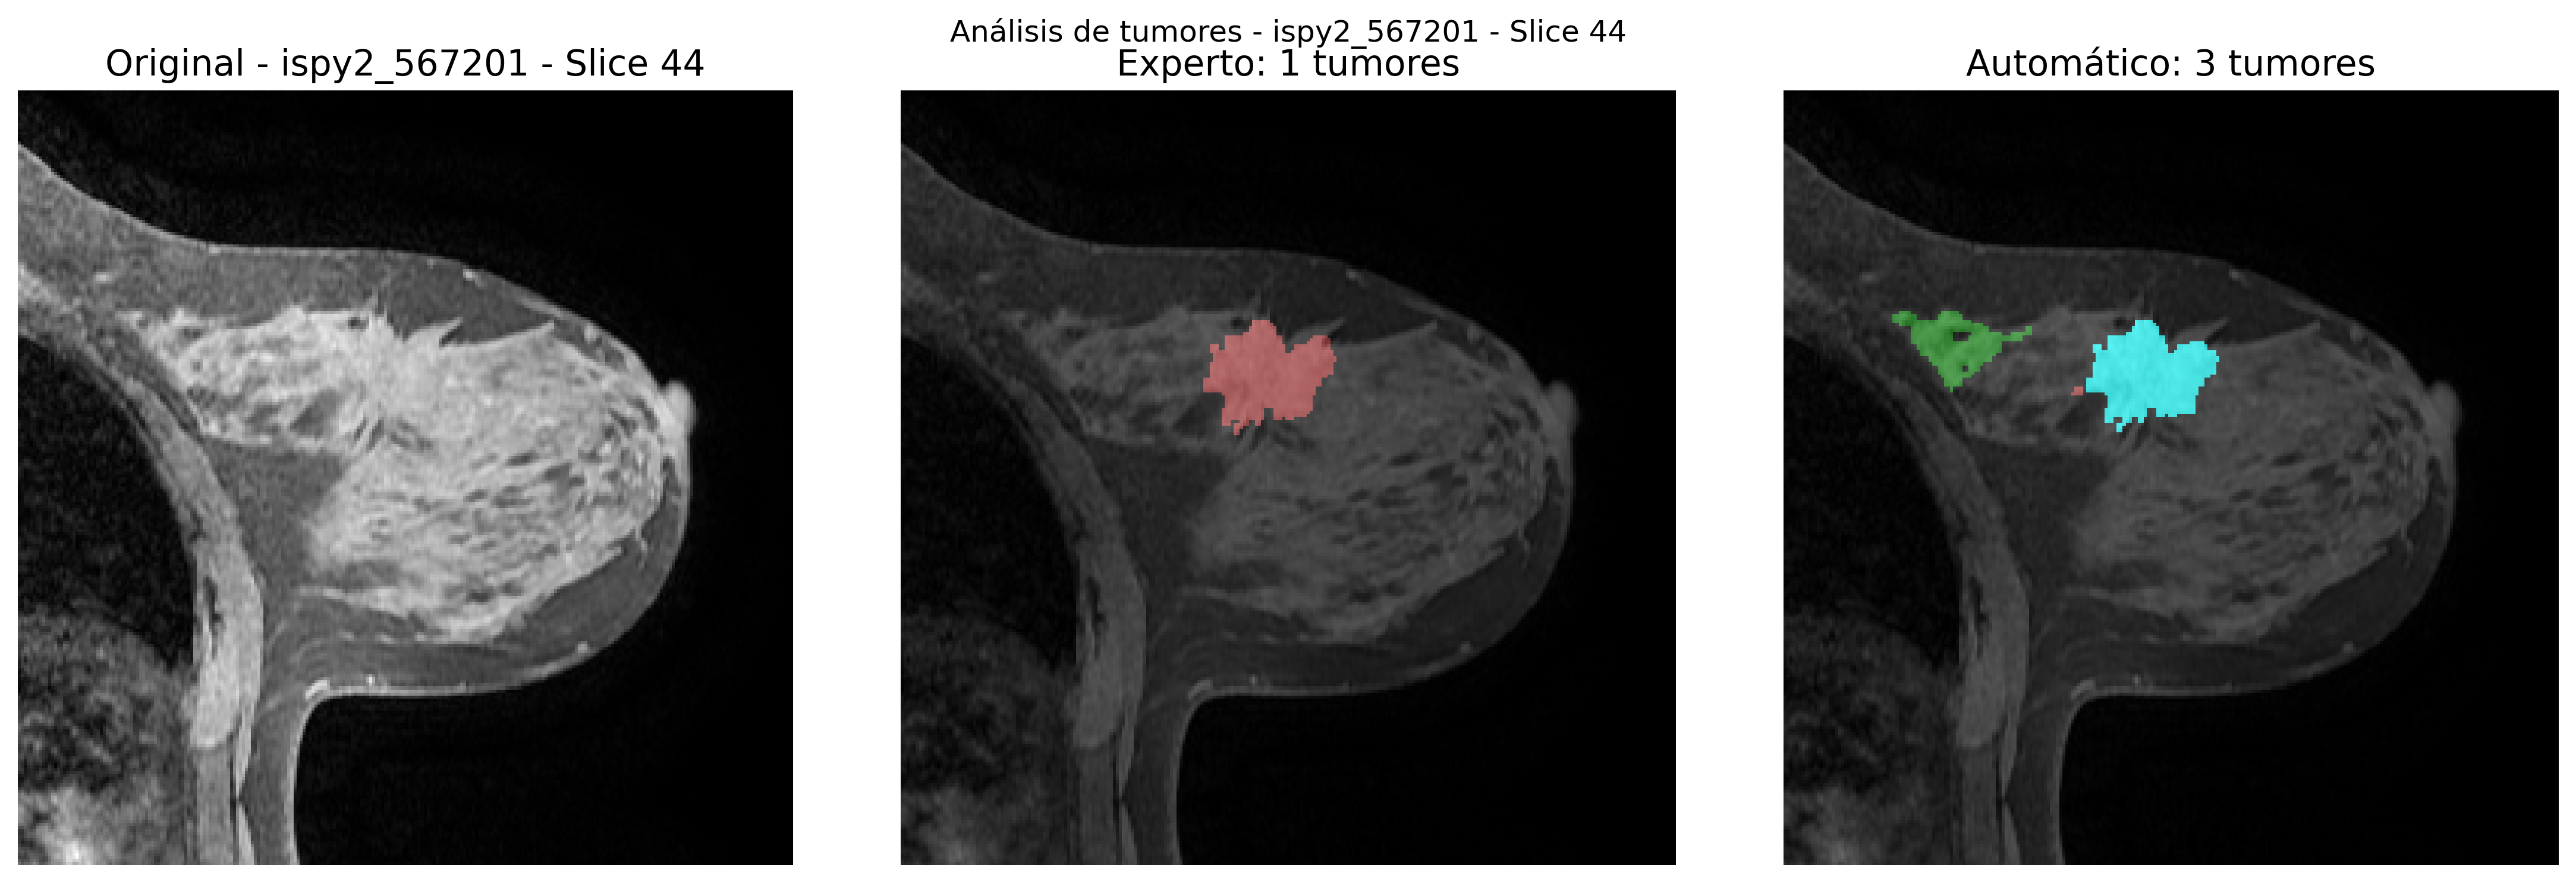 Análisis de tumores - ispy2_567201 - Slice 44
Original - ispy2_567201 - Slice 44
Experto: 1 tumores
Automático: 3 tumores